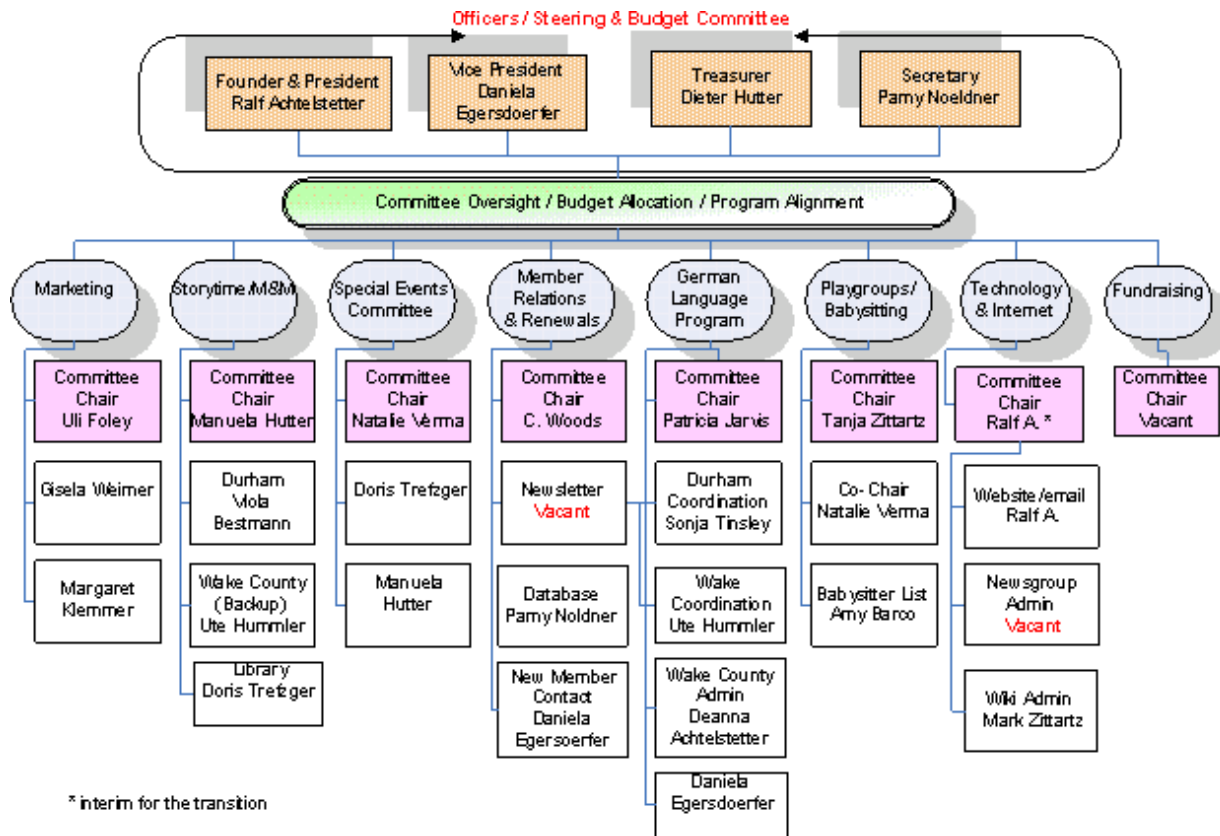 Officers / Steering & Budget Committee
Founder & President
Ralf Achtelstetter
Vice President
Daniela
Egersdoerfer
Treasurer
Dieter Hutter
Secretary
Pamy Noeldner
Committee Oversight / Budget Allocation / Program Alignment
Marketing
Storytime/M&M
Special Events
Committee
Member
Relations
& Renewals
German
Language
Program
Playgroups/
Babysitting
Technology
& Internet
Fundraising
Committee
Chair
Uli Foley
Committee
Chair
Manuela Hutter
Committee
Chair
Natalie Verma
Committee
Chair
C. Woods
Committee
Chair
Patricia Jarvis
Committee
Chair
Tanja Zittartz
Committee
Chair
Ralf A. *
Committee
Chair
Vacant
Gisela Weimer
Durham
Viola
Bestmann
Doris Trefzger
Newsletter
Vacant
Durham
Coordination
Sonja Tinsley
Co- Chair
Natalie Verma
Website/email
Ralf A.
Margaret
Klemmer
Wake County
(Backup)
Ute Hummler
Manuela
Hutter
Database
Pamy Noldner
Wake
Coordination
Ute Hummler
Babysitter List
Amy Barco
Newsgroup
Admin
Vacant
Library
Doris Trefzger
New Member
Contact
Daniela
Egersoerfer
Wake County
Admin
Deanna
Achtelstetter
Wiki Admin
Mark Zittartz
Daniela
Egersdoerfer
* interim for the transition